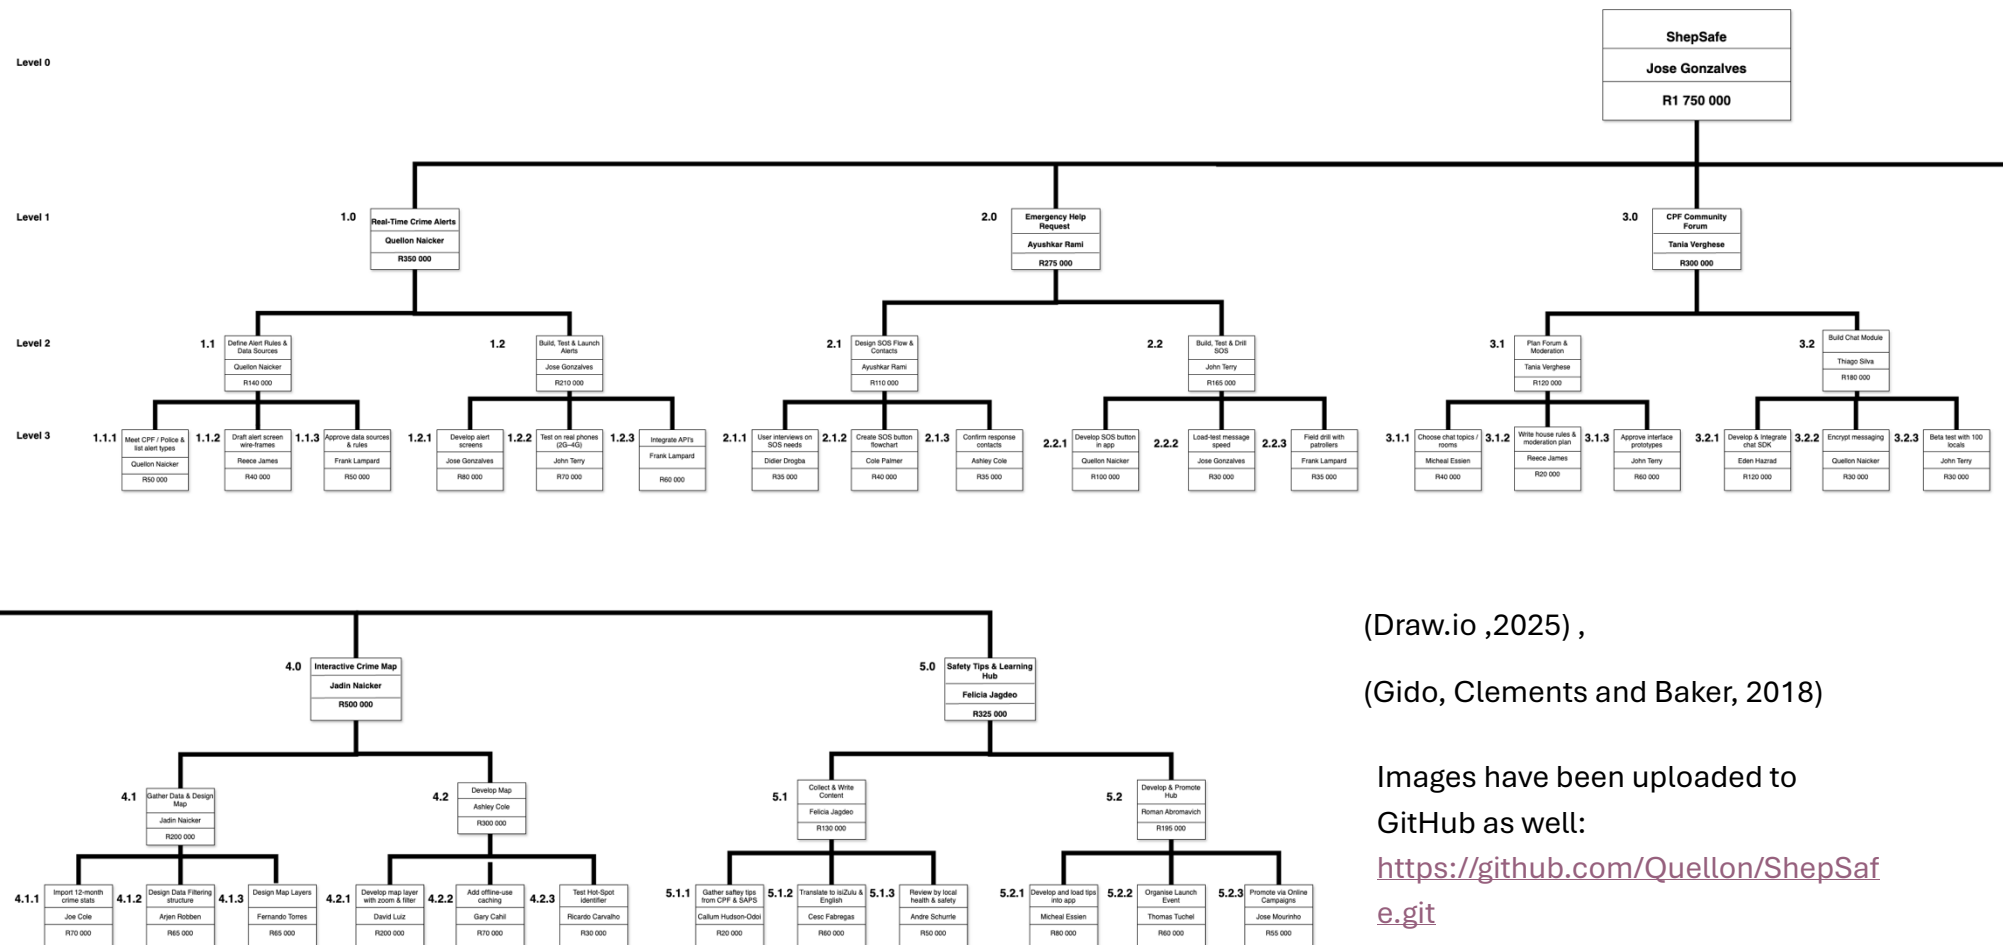 ShepSafe
Level 0
Jose Gonzalves
R1 750 000
Level 1
1.0
Real-Time Crime Alerts
Quellon Naicker
R350 000
2.0
Emergency Help
Request
Ayushkar Rami
R275 000
3.0
CPF Community
Forum
Tania Verghese
R300 000
Level 2
1.1
Define Alert Rules &
Data Sources
Quellon Naicker
R140 000
1.2
Build, Test & Launch
Alerts
Jose Gonzalves
R210 000
2.1
Design SOS Flow &
Contacts
Ayushkar Rami
R110 000
2.2
Build, Test & Drill
SOS
John Terry
R165 000
3.1
Plan Forum &
Moderation
Tania Verghese
R120 000
3.2
Build Chat Module
Thiago Silva
R180 000
Level 3
1.1.1
Meet CPF / Police &
list alert types
Quellon Naicker
R50 000
1.1.2
Draft alert screen
wire-frames
Reece James
R40 000
1.1.3
Approve data sources
& rules
Frank Lampard
R50 000
1.2.1
Develop alert
screens
Jose Gonzalves
R80 000
1.2.2
Test on real phones
(2G–4G)
John Terry
R70 000
1.2.3
Integrate API's
Frank Lampard
R60 000
2.1.1
User interviews on
SOS needs
Didier Drogba
R35 000
2.1.2
Create SOS button
flowchart
Cole Palmer
R40 000
2.1.3
Confirm response
contacts
Ashley Cole
R35 000
2.2.1
Develop SOS button
in app
Quellon Naicker
R100 000
2.2.2
Load-test message
speed
Jose Gonzalves
R30 000
2.2.3
Field drill with
patrollers
Frank Lampard
R35 000
3.1.1
Choose chat topics /
rooms
Micheal Essien
R40 000
3.1.2
Write house rules &
moderation plan
Reece James
R20 000
3.1.3
Approve interface
prototypes
John Terry
R60 000
3.2.1
Develop & Integrate
chat SDK
Eden Hazrad
R120 000
3.2.2
Encrypt messaging
Quellon Naicker
R30 000
3.2.3
Beta test with 100
locals
John Terry
R30 000
4.0
Interactive Crime Map
Jadin Naicker
R500 000
5.0
Safety Tips & Learning
Hub
Felicia Jagdeo
R325 000
4.1
Gather Data & Design
Map
Jadin Naicker
R200 000
4.2
Develop Map
Ashley Cole
R300 000
5.1
Collect & Write
Content
Felicia Jagdeo
R130 000
5.2
Develop & Promote
Hub
Roman Abromavich
R195 000
4.1.1
Import 12-month
crime stats
Joe Cole
R70 000
4.1.2
Design Data Filtering
structure
Arjen Robben
R65 000
4.1.3
Design Map Layers
Fernando Torres
R65 000
4.2.1
Develop map layer
with zoom & filter
David Luiz
R200 000
4.2.2
Add offline-use
caching
Gary Cahil
R70 000
4.2.3
Test Hot-Spot
identifier
Ricardo Carvalho
R30 000
5.1.1
Gather saftey tips
from CPF & SAPS
Callum Hudson-Odoi
R20 000
5.1.2
Translate to isiZulu &
English
Cesc Fabregas
R60 000
5.1.3
Review by local
health & safety
Andre Schurrle
R50 000
5.2.1
Develop and load tips
into app
Micheal Essien
R80 000
5.2.2
Organise Launch
Event
Thomas Tuchel
R60 000
5.2.3
Promote via Online
Campaigns
Jose Mourinho
R55 000
(Draw.io ,2025) ,
(Gido, Clements and Baker, 2018)
Images have been uploaded to
GitHub as well:
https://github.com/Quellon/ShepSaf
e.git